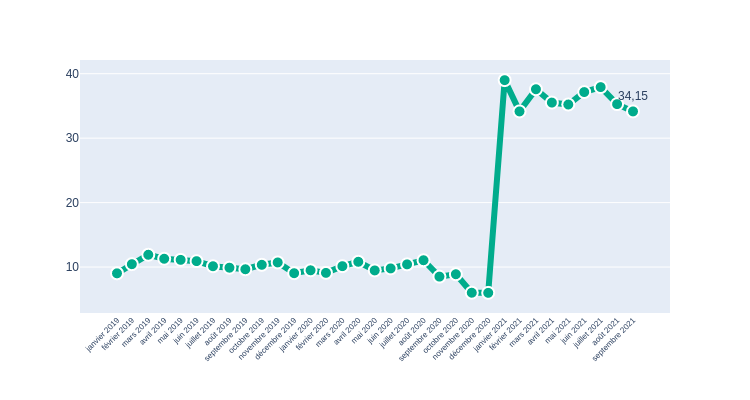 40
30
20
10
34,15
janvier 2019
février 2019
mars 2019
avril 2019
mai 2019
juin 2019
juillet 2019
août 2019
septembre 2019
octobre 2019
novembre 2019
décembre 2019
janvier 2020
février 2020
mars 2020
avril 2020
mai 2020
juin 2020
juillet 2020
août 2020
septembre 2020
octobre 2020
novembre 2020
décembre 2020
janvier 2021
février 2021
mars 2021
avril 2021
mai 2021
juin 2021
juillet 2021
août 2021
septembre 2021